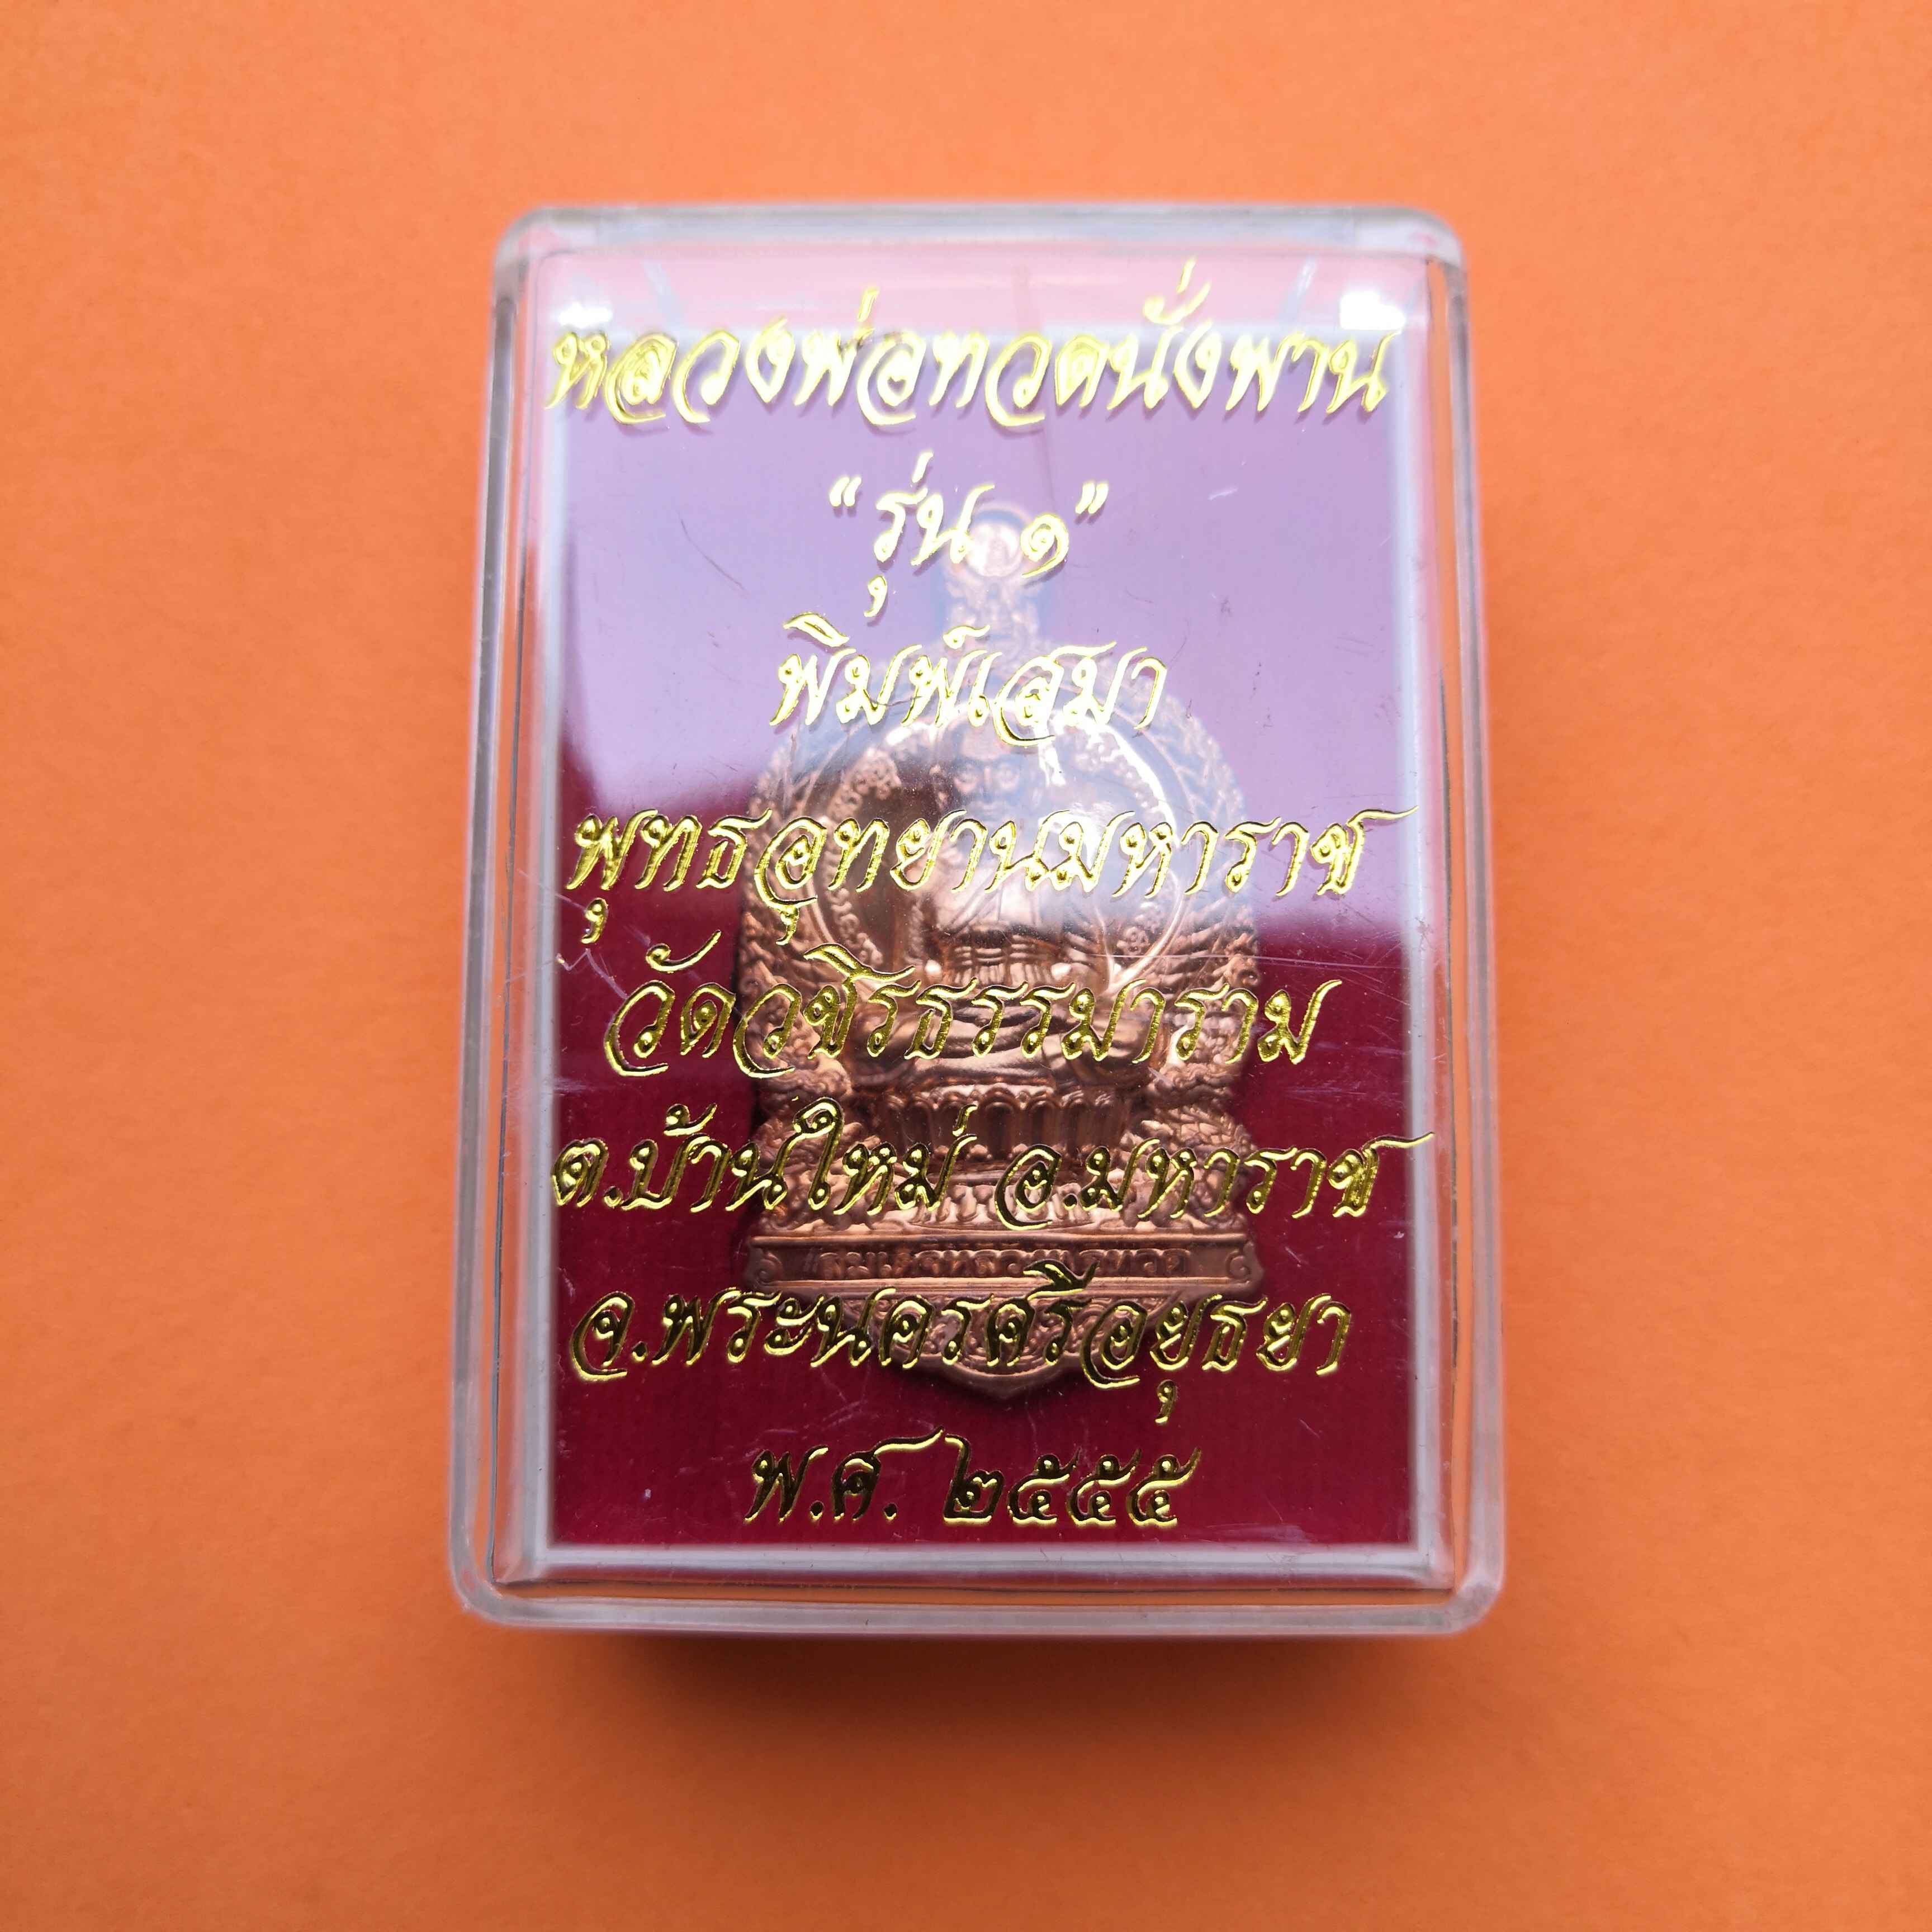 หลวงพ่อทวดนั่งพาน
"รุ่น ๑"
พิมพ์เสมา
พุทธอุทยานมหาราช
วัดวชิรธรรมาราม
ต.บ้านใหม่ อ.มหาราช
จ.พระนครศรีอยุธยา
พ.ศ. ๒๕๕๕